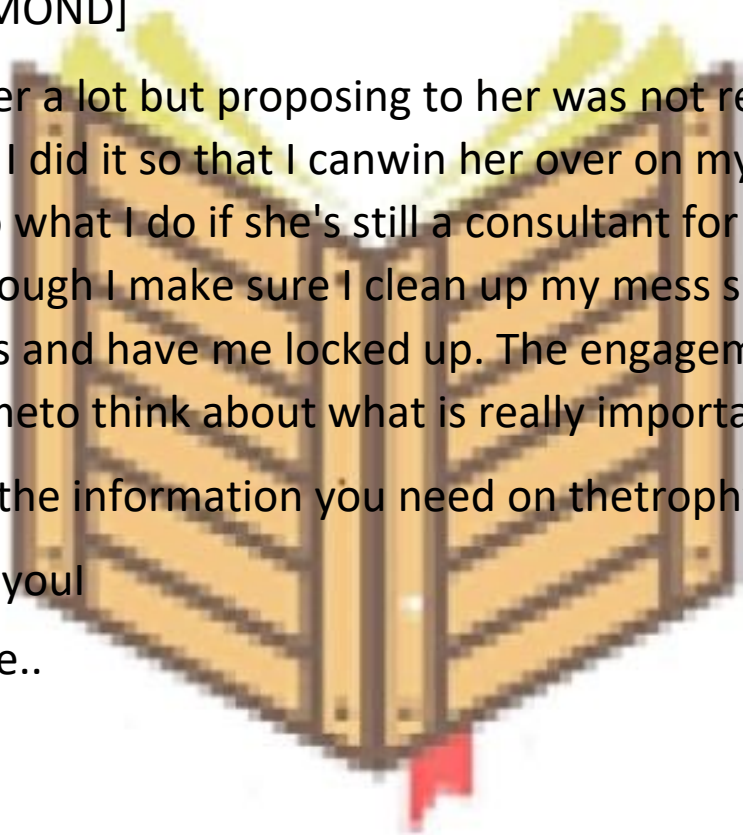 MOND]
er a lot but proposing to her was not re
I did it so that I canwin her over on my
o what I do if she's still a consultant for
ough I make sure I clean up my mess s
s and have me locked up. The engagem
neto think about what is really importa
the information you need on thetroph
youl
e..